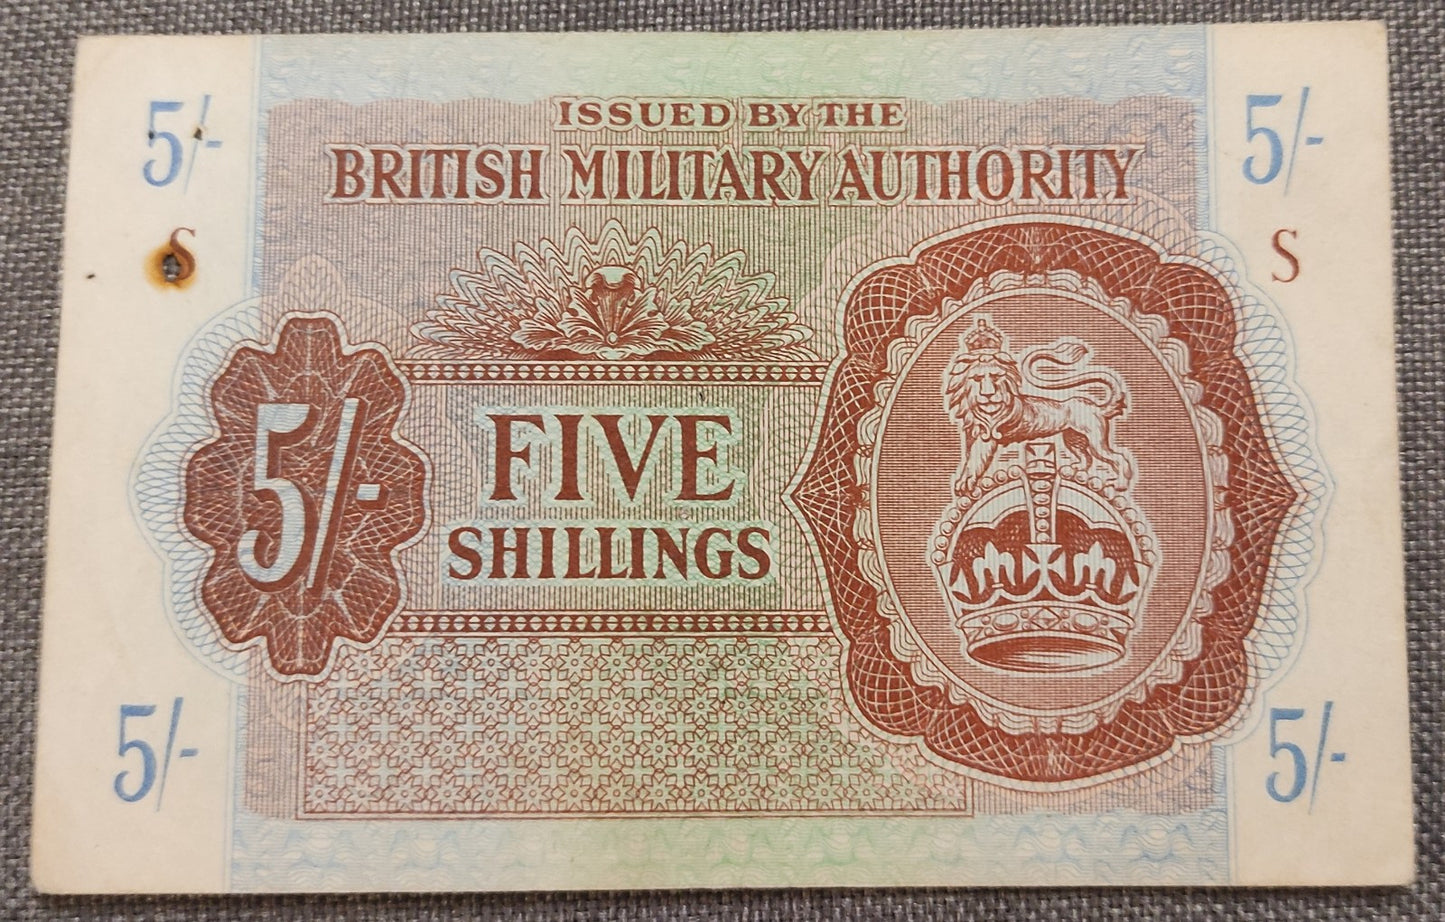 5/-
5/-
ISSUED BY THE
BRITISH MILITARY AUTHORITY
S
S
5/-
FIVE
SHILLINGS
5/-
5/-